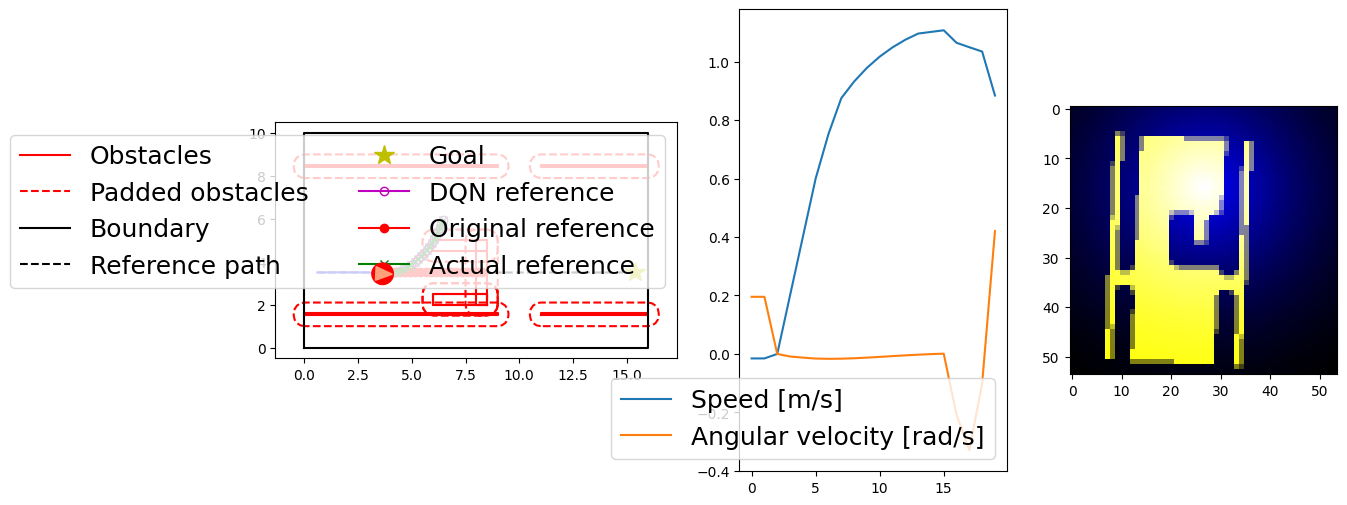 Obstacles
Padded obstacles
Boundary
Reference path
Goal
DQN reference
Original reference
Actual reference
10
8
6
4
2
0
0.0 2.5 5.0 7.5 10.0 12.5 15.0
1.0
0.8
0.6
0.4
0.2
0.0
−0.2
−0.4
0 5 10 15
Speed [m/s]
Angular velocity [rad/s]
0
10
20
30
40
50
0 10 20 30 40 50